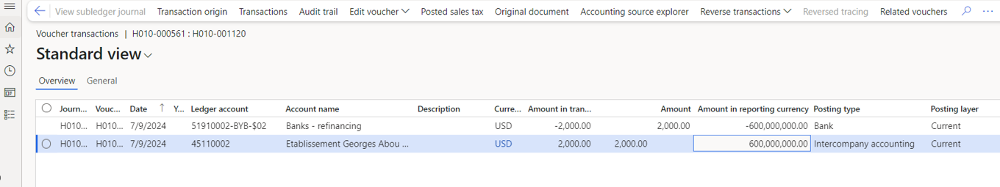 View subledger journal Transaction origin Transactions Audit trail Edit voucher Posted sales tax Original document Accounting source explorer Reverse transactions Reversed tracing Related vouchers ...
Voucher transactions | H010-000561 : H010-001120
Standard view
Overview General
Journ... Vouc... Date Y... Ledger account Account name Description Curre... Amount in tran... Amount Amount in reporting currency Posting type Posting layer
H010... H010... 7/9/2024 51910002-BYB-$02 Banks - refinancing USD -2,000.00 2,000.00 -600,000,000.00 Bank Current
H010... H010... 7/9/2024 45110002 Etablissement Georges Abou ... USD 2,000.00 2,000.00 600,000,000.00 Intercompany accounting Current